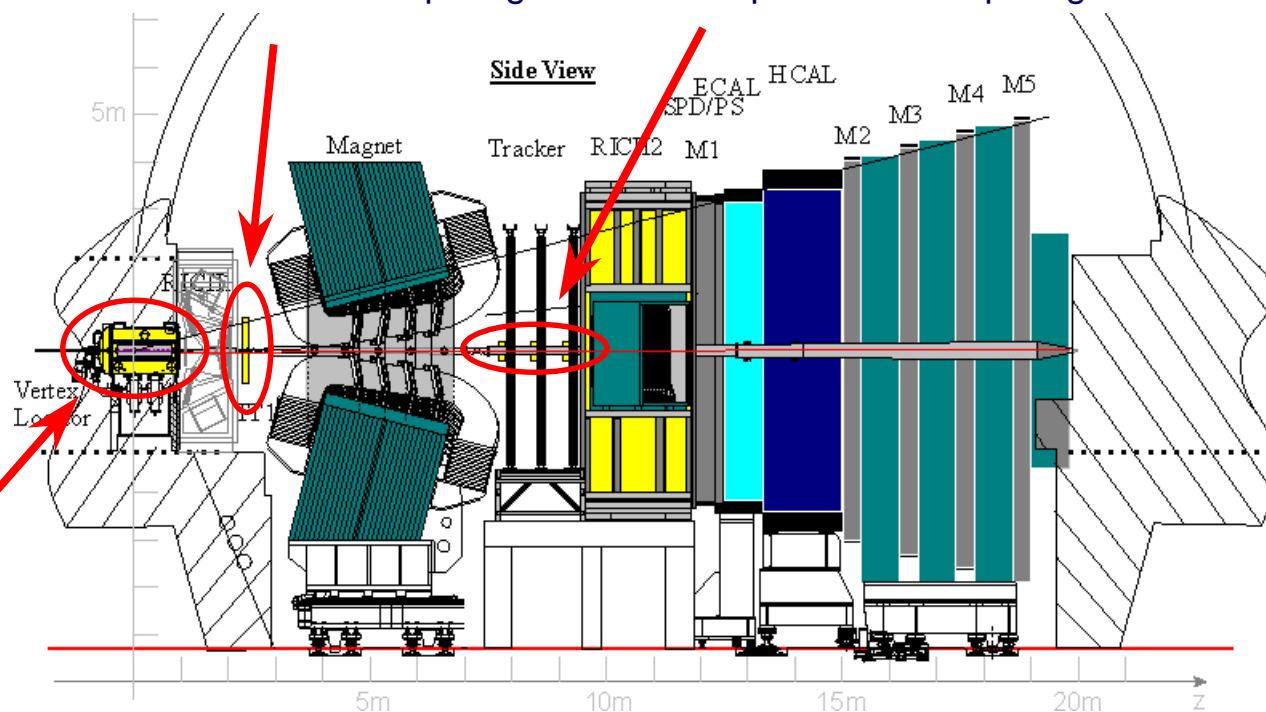 Side View
HCAL
ECAL
SPD/PS
M5
M4
M3
M2
5m
Magnet
Tracker
RICH2
M1
Vertex
5m
10m
15m
20m
z